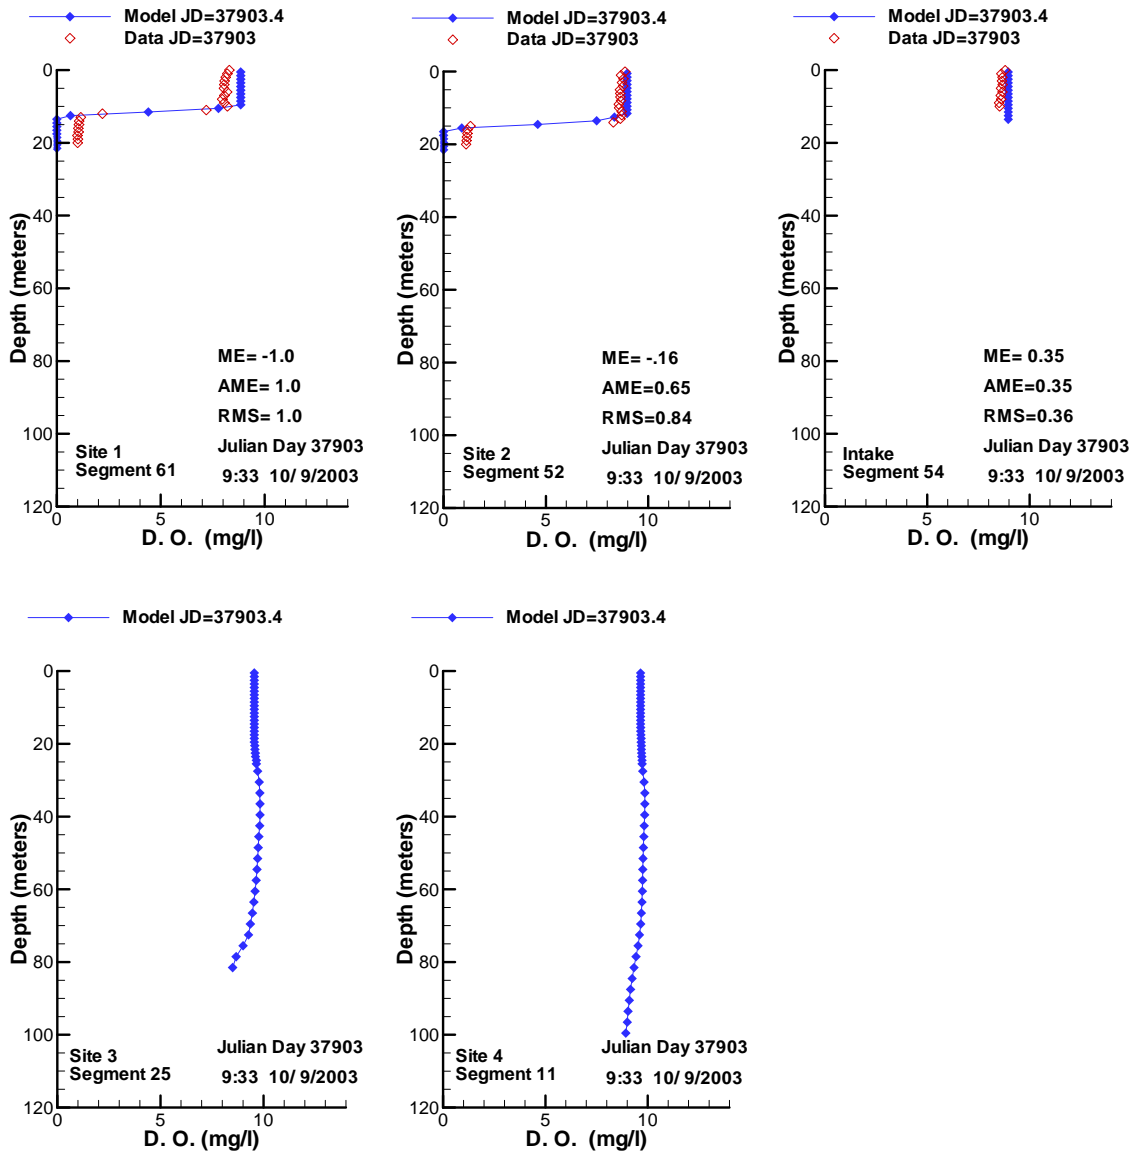 Model JD=37903.4
Data JD=37903
0
20
40
60
80
100
120
Depth (meters)
ME= -1.0
AME= 1.0
RMS= 1.0
Julian Day 37903
9:33 10/ 9/2003
Site 1
Segment 61
0
5
10
D. O. (mg/l)
Model JD=37903.4
Data JD=37903
0
20
40
60
80
100
120
Depth (meters)
ME= -.16
AME=0.65
RMS=0.84
Julian Day 37903
9:33 10/ 9/2003
Site 2
Segment 52
0
5
10
D. O. (mg/l)
Model JD=37903.4
Data JD=37903
0
20
40
60
80
100
120
Depth (meters)
ME= 0.35
AME=0.35
RMS=0.36
Julian Day 37903
9:33 10/ 9/2003
Intake
Segment 54
0
5
10
D. O. (mg/l)
Model JD=37903.4
0
20
40
60
80
100
120
Depth (meters)
Julian Day 37903
9:33 10/ 9/2003
Site 3
Segment 25
0
5
10
D. O. (mg/l)
Model JD=37903.4
0
20
40
60
80
100
120
Depth (meters)
Julian Day 37903
9:33 10/ 9/2003
Site 4
Segment 11
0
5
10
D. O. (mg/l)